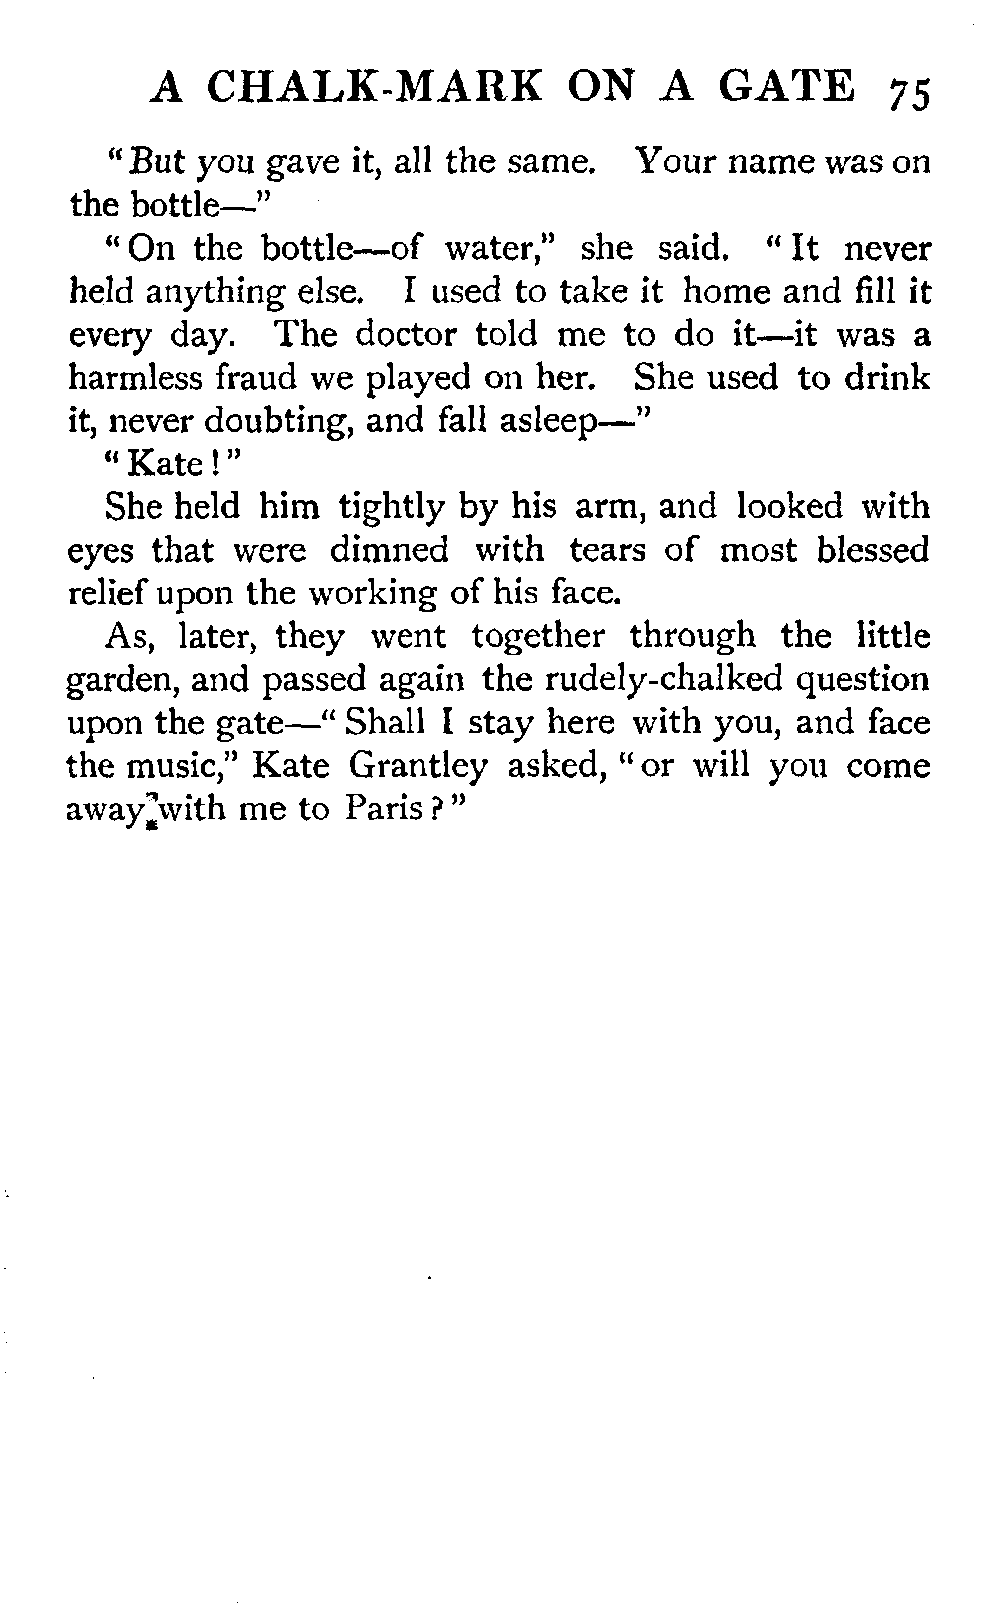 A CHALK-MARK ON A GATE 75
"But you gave it, all the same. Your name was on
the bottle—"
"On the bottle—of water," she said. "It never
held anything else. I used to take it home and fill it
every day. The doctor told me to do it—it was a
harmless fraud we played on her. She used to drink
it, never doubting, and fall asleep—"
"Kate!"
She held him tightly by his arm, and looked with
eyes that were dimned with tears of most blessed
relief upon the working of his face.
As, later, they went together through the little
garden, and passed again the rudely-chalked question
upon the gate—"Shall I stay here with you, and face
the music," Kate Grantley asked, "or will you come
away with me to Paris?"